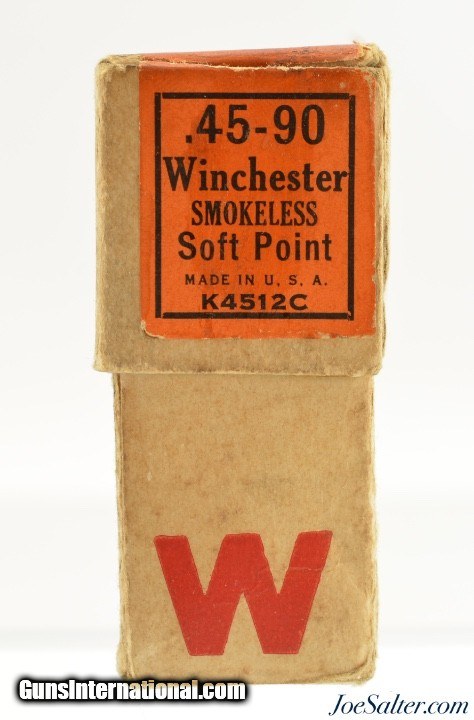 .45-90
Winchester
SMOKELESS
Soft Point
MADE IN U. S. A.
K4512C
W
GunsInternational.com
JoeSalter.com